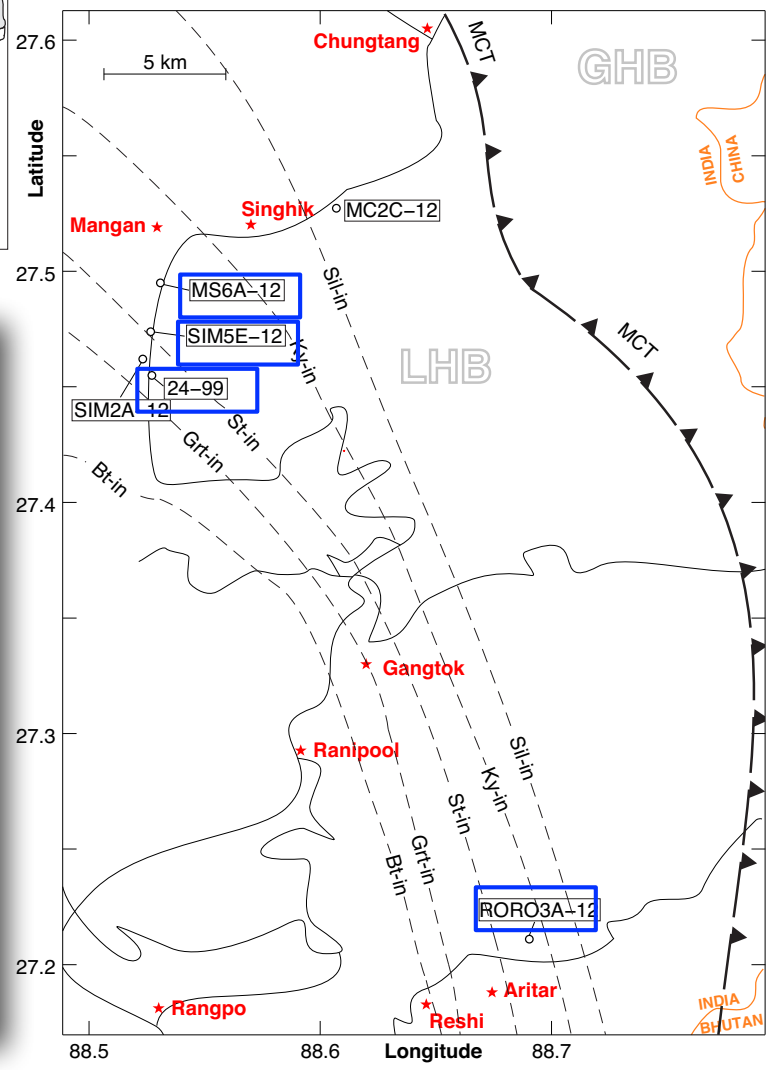 27.6
Chungtang
MCT
GHB
5 km
Latitude
INDIA
CHINA
Mangan
Singhik
MC2C–12
27.5
MS6A–12
Sil-in
SIM5E–12
Ky-in
MCT
LHB
24–99
SIM2A–12
St-in
Grt-in
Bt-in
27.4
Gangtok
27.3
Ranipool
Sil-in
Ky-in
St-in
Grt-in
Bt-in
RORO3A–12
27.2
Aritar
Rangpo
Reshi
INDIA
BHUTAN
88.5
88.6
Longitude
88.7